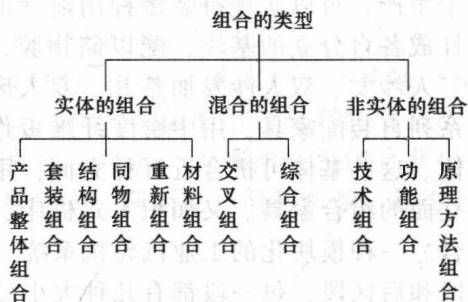 组合的类型
实体的组合 混合的组合 非实体的组合
产品整体组合
套装组合
结构组合
同物组合
重新组合
材料组合
交叉组合
综合组合
技术组合
功能组合
原理方法组合